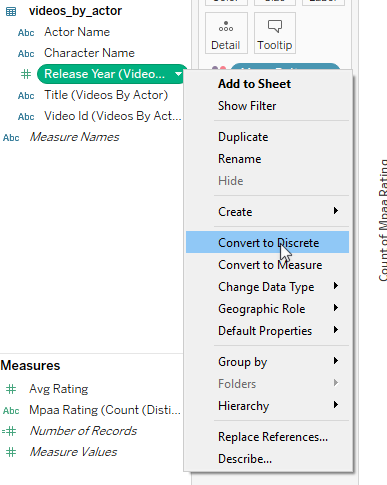 videos_by_actor
Abc Actor Name
Abc Character Name
# Release Year (Video...
Abc Title (Videos By Actor)
Abc Video Id (Videos By Act...
Abc Measure Names
Measures
# Avg Rating
Abc Mpaa Rating (Count (Disti...
=# Number of Records
# Measure Values
Detail
Tooltip
Add to Sheet
Show Filter
Duplicate
Rename
Hide
Create
Convert to Discrete
Convert to Measure
Change Data Type
Geographic Role
Default Properties
Group by
Folders
Hierarchy
Replace References...
Describe...
Count of Mpaa Rating